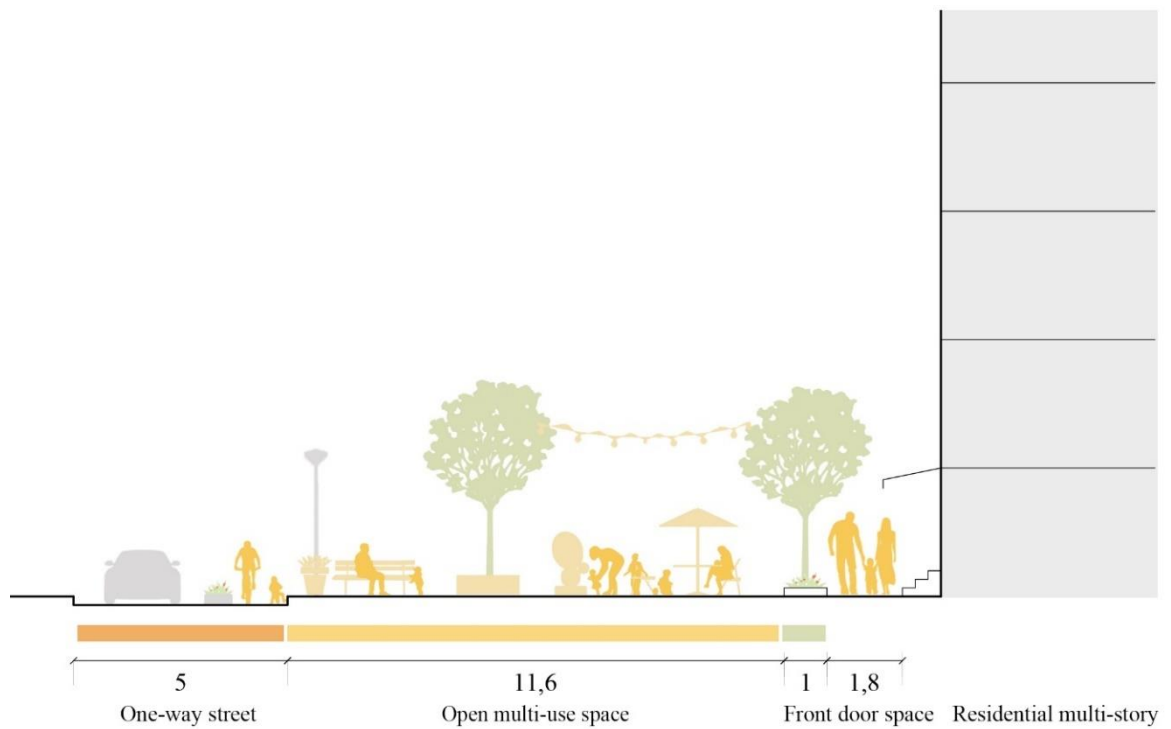 5 11,6 1 1,8
One-way street Open multi-use space Front door space Residential multi-story